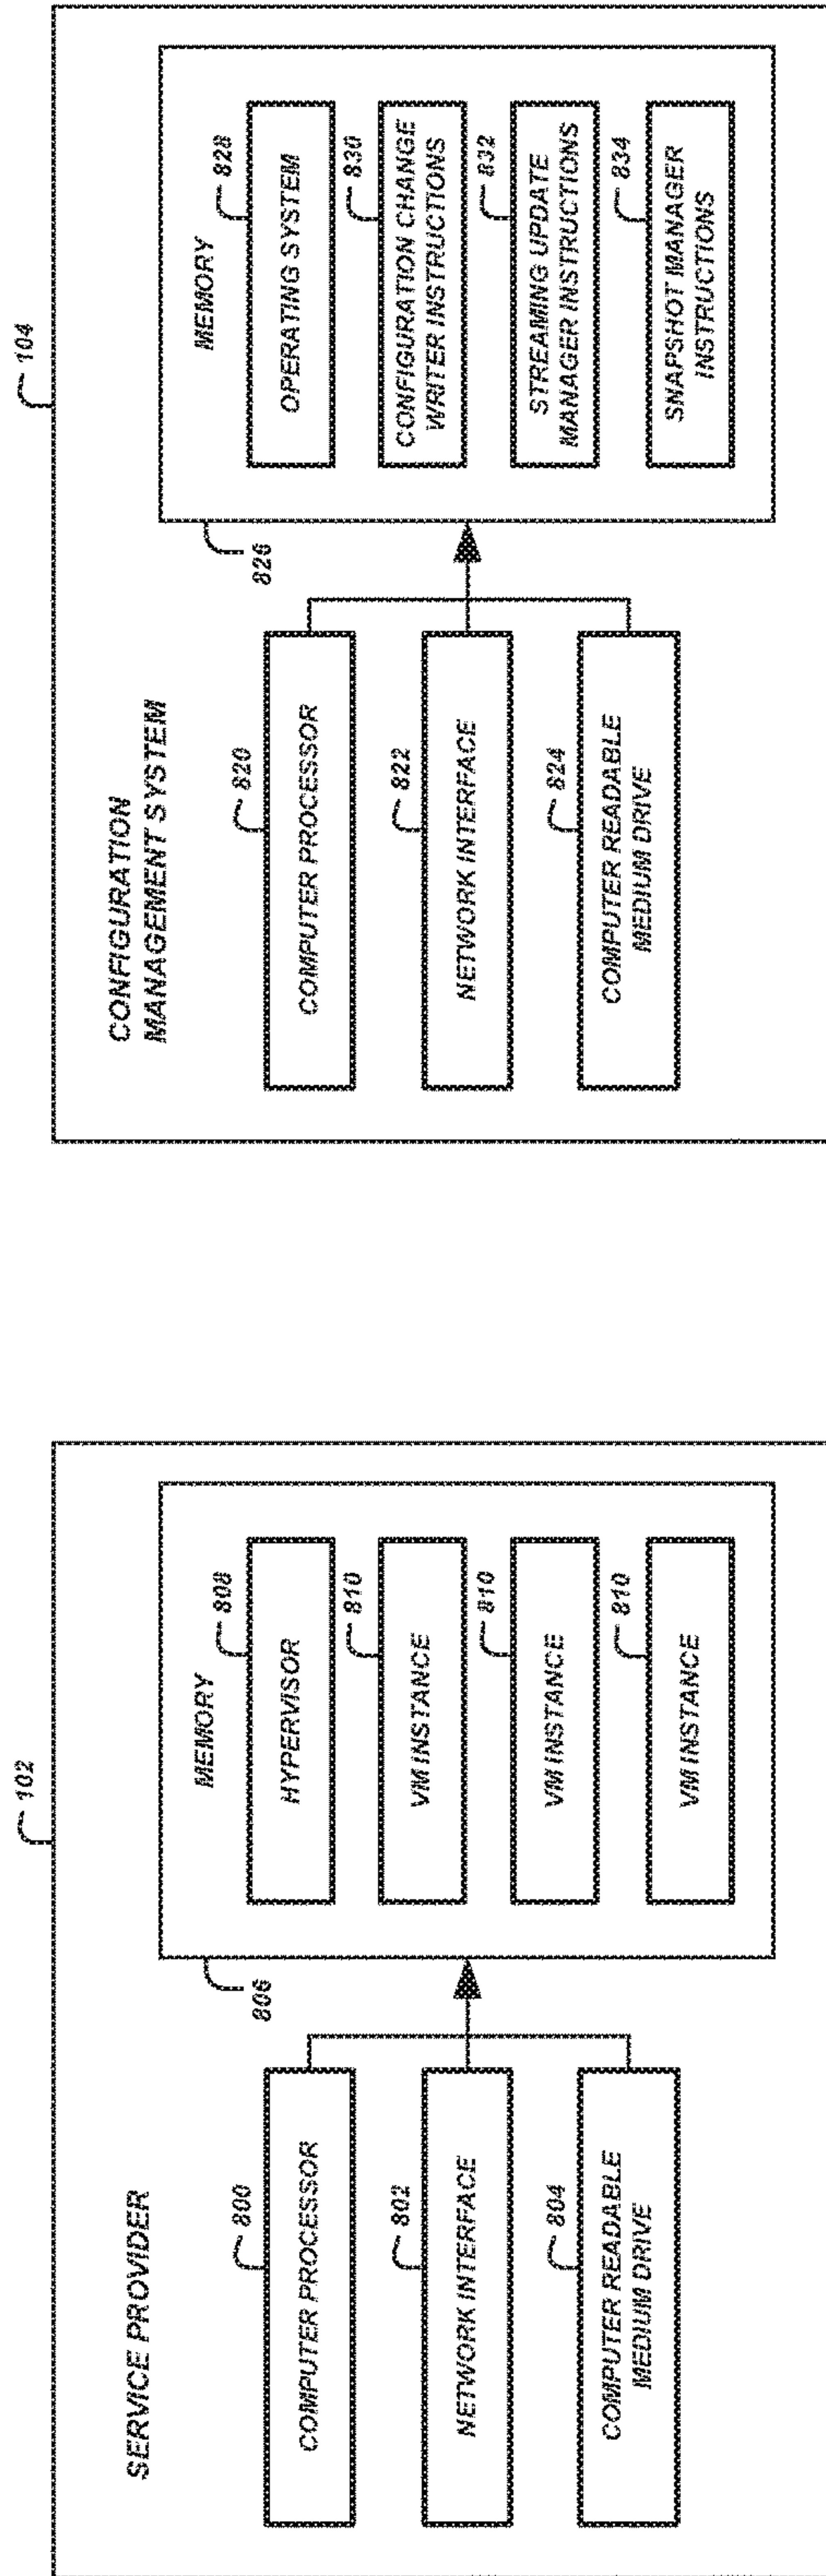 102
SERVICE PROVIDER
800
COMPUTER PROCESSOR
802
NETWORK INTERFACE
804
COMPUTER READABLE
MEDIUM DRIVE
806
MEMORY
808
HYPERVISOR
810
VM INSTANCE
810
VM INSTANCE
810
VM INSTANCE
104
CONFIGURATION
MANAGEMENT SYSTEM
820
COMPUTER PROCESSOR
822
NETWORK INTERFACE
824
COMPUTER READABLE
MEDIUM DRIVE
826
MEMORY
828
OPERATING SYSTEM
830
CONFIGURATION CHANGE
WRITER INSTRUCTIONS
832
STREAMING UPDATE
MANAGER INSTRUCTIONS
834
SNAPSHOT MANAGER
INSTRUCTIONS